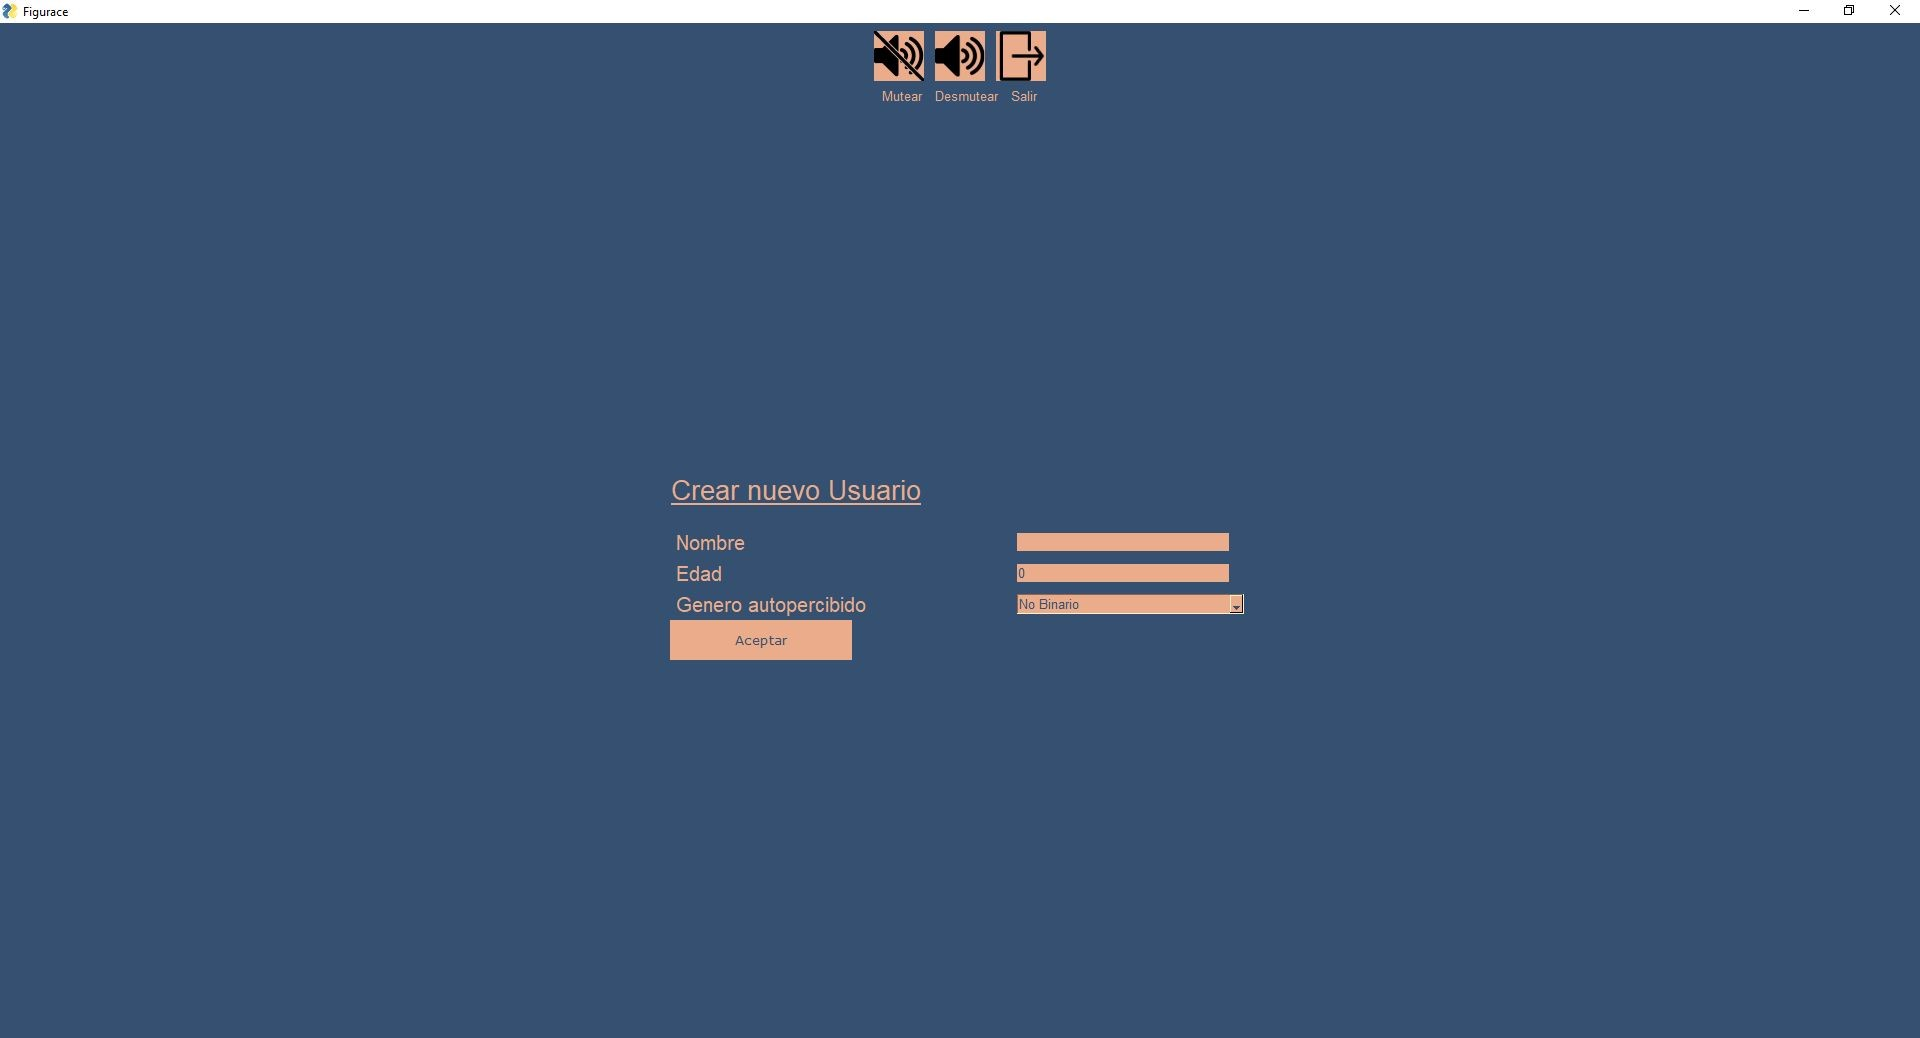 Figurace
Mutear Desmutear Salir
Crear nuevo Usuario
Nombre
Edad 0
Genero autopercibido No Binario
Aceptar